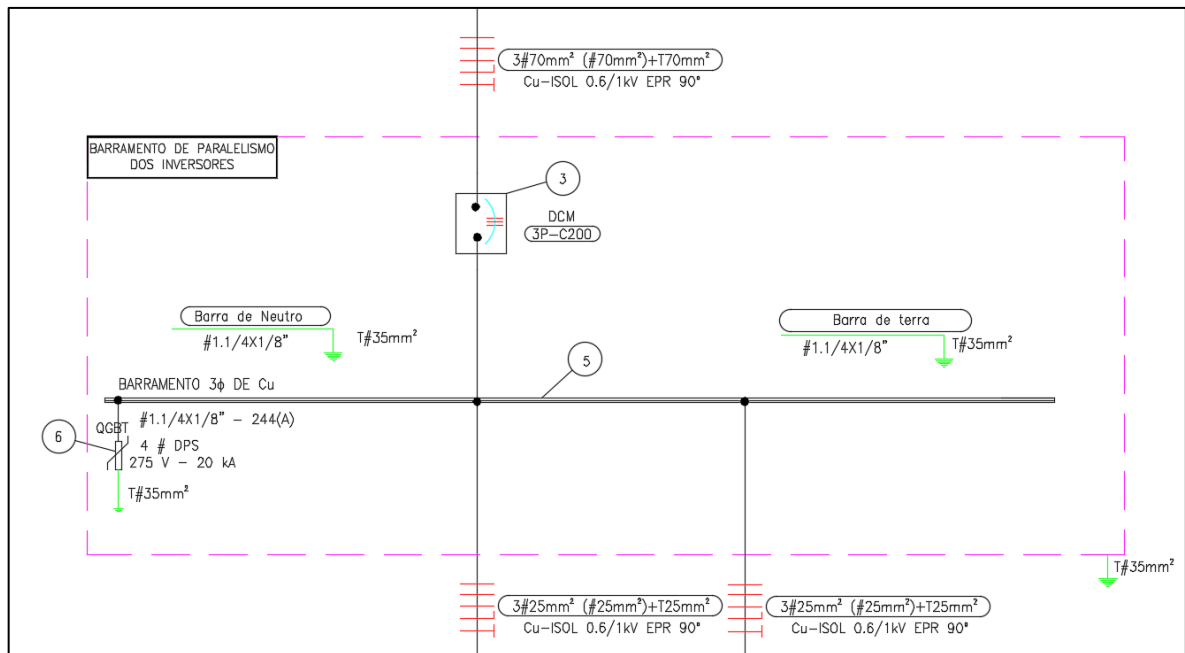 3#70mm² (#70mm²)+T70mm²
Cu-ISOL 0.6/1kV EPR 90°
BARRAMENTO DE PARALELISMO
DOS INVERSORES
3
DCM
3P-C200
Barra de Neutro
#1.1/4X1/8"
T#35mm²
Barra de terra
#1.1/4X1/8"
T#35mm²
5
BARRAMENTO 3ϕ DE Cu
#1.1/4X1/8" - 244(A)
QGBT
6
4 # DPS
275 V - 20 kA
T#35mm²
T#35mm²
3#25mm² (#25mm²)+T25mm²
Cu-ISOL 0.6/1kV EPR 90°
3#25mm² (#25mm²)+T25mm²
Cu-ISOL 0.6/1kV EPR 90°